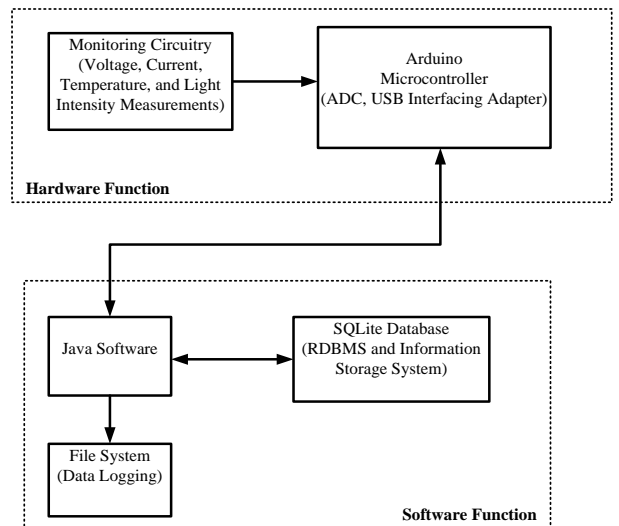 Monitoring Circuitry
(Voltage, Current,
Temperature, and Light
Intensity Measurements)
Arduino
Microcontroller
(ADC, USB Interfacing Adapter)
Hardware Function
Java Software
SQLite Database
(RDBMS and Information
Storage System)
File System
(Data Logging)
Software Function